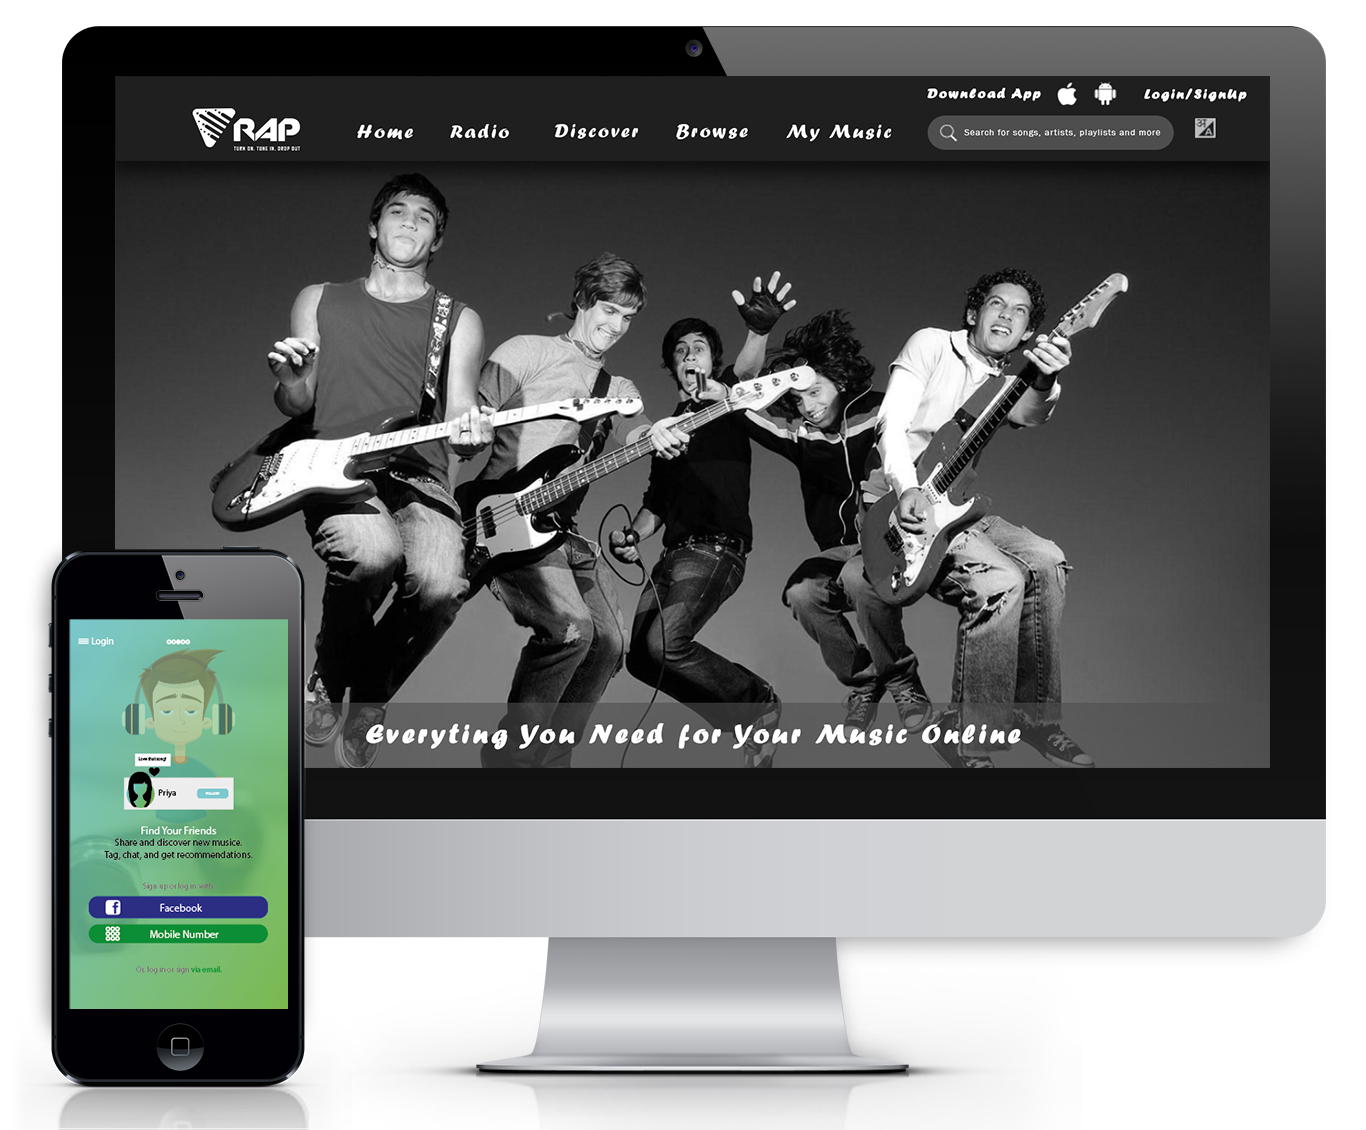 Download App
Login/SignUp
RAP
TURN ON. TUNE IN. DROP OUT
Home Radio Discover Browse My Music
Search for songs, artists, playlists and more
अ
A
Everyting You Need for Your Music Online
Login
Love that song!
Priya
FOLLOW
Find Your Friends
Share and discover new musice.
Tag, chat, and get recommendations.
Sign up or log in with
Facebook
Mobile Number
Or, log in or sign via email.